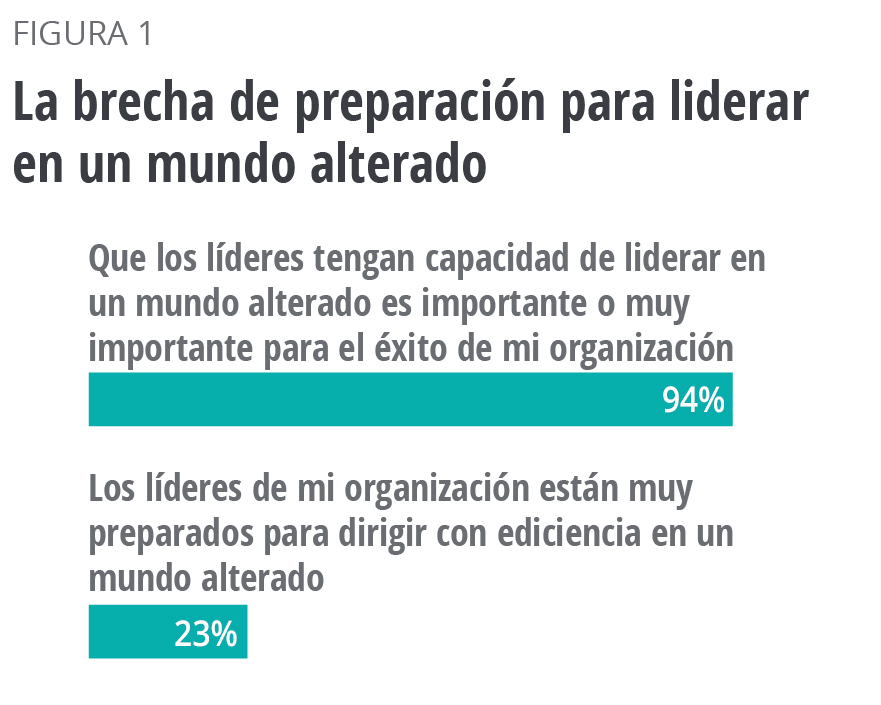 FIGURA 1
La brecha de preparación para liderar
en un mundo alterado
Que los líderes tengan capacidad de liderar en
un mundo alterado es importante o muy
importante para el éxito de mi organización
94%
Los líderes de mi organización están muy
preparados para dirigir con ediciencia en un
mundo alterado
23%